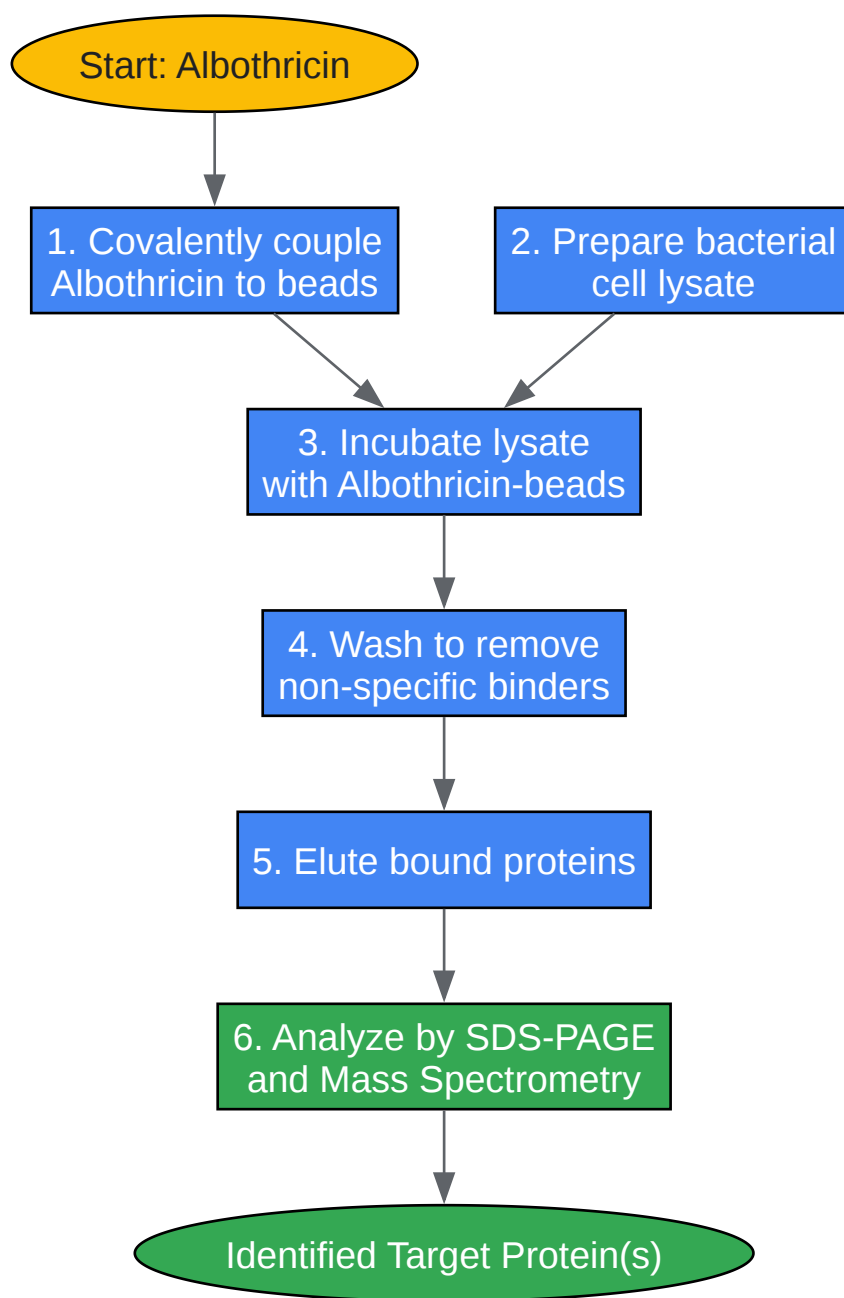 Start: Albothricin
1. Covalently couple
Albothricin to beads
2. Prepare bacterial
cell lysate
3. Incubate lysate
with Albothricin-beads
4. Wash to remove
non-specific binders
5. Elute bound proteins
6. Analyze by SDS-PAGE
and Mass Spectrometry
Identified Target Protein(s)